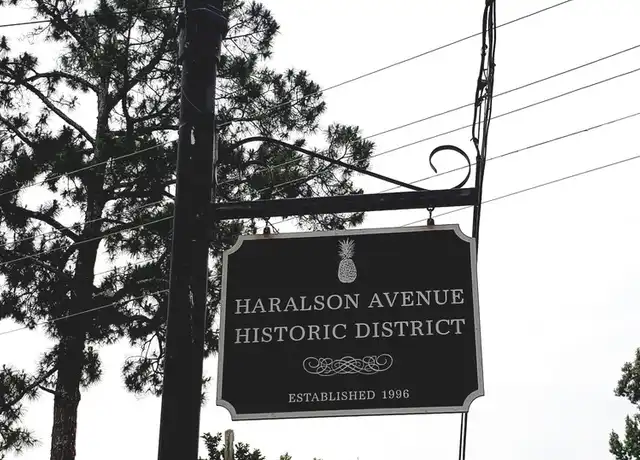 HARALSON AVENUE
HISTORIC DISTRICT
ESTABLISHED 1996